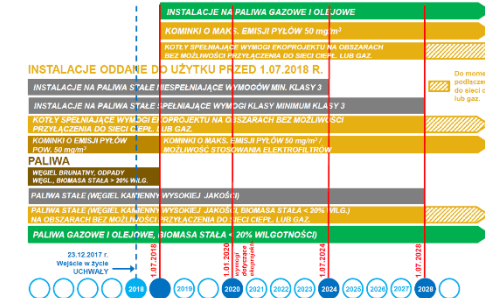 INSTALACJE NA PALIWA GAZOWE I OLEJOWE
KOMINKI O MAKS. EMISJI PYŁÓW 50 mg/m³
KOTŁY SPEŁNIAJĄCE WYMOGI EKOPROJEKTU NA OBSZARACH
BEZ MOŻLIWOŚCI PRZYŁĄCZENIA DO SIECI CIEPŁ. LUB GAZ.
INSTALACJE ODDANE DO UŻYTKU PRZED 1.07.2018 R.
Do momentu
podłączenia
do sieci ciepł.
lub gaz.
INSTALACJE NA PALIWA STAŁE NIESPEŁNIAJĄCE WYMOGÓW MIN. KLASY 3
INSTALACJE NA PALIWA STAŁE SPEŁNIAJĄCE WYMOGI KLASY MINIMUM KLASY 3
KOTŁY SPEŁNIAJĄCE WYMOGI EKOPROJEKTU NA OBSZARACH BEZ MOŻLIWOŚCI
PRZYŁĄCZENIA DO SIECI CIEPŁ. LUB GAZ.
KOMINKI O EMISJI PYŁÓW
POW. 50 mg/m³
KOMINKI O MAKS. EMISJI PYŁÓW 50 mg/m³ /
MOŻLIWOŚĆ STOSOWANIA ELEKTROFILTRÓW
PALIWA
WĘGIEL BRUNATNY, ODPADY
WĘGL., BIOMASA STAŁA > 20% WILG.
PALIWA STAŁE (WĘGIEL KAMIENNY WYSOKIEJ JAKOŚCI)
PALIWA STAŁE (WĘGIEL KAMIENNY WYSOKIEJ JAKOŚCI, BIOMASA STAŁA < 20% WILG.)
NA OBSZARACH BEZ MOŻLIWOŚCI PRZYŁĄCZENIA DO SIECI CIEPŁ. LUB GAZ.
PALIWA GAZOWE I OLEJOWE, BIOMASA STAŁA < 20% WILGOTNOŚCI)
23.12.2017 r.
Wejście w życie
UCHWAŁY
1.07.2018
1.01.2020
wymogi
dotyczące
1.07.2024
1.07.2028
2018
2019
2020
2021
2022
2023
2024
2025
2026
2027
2028